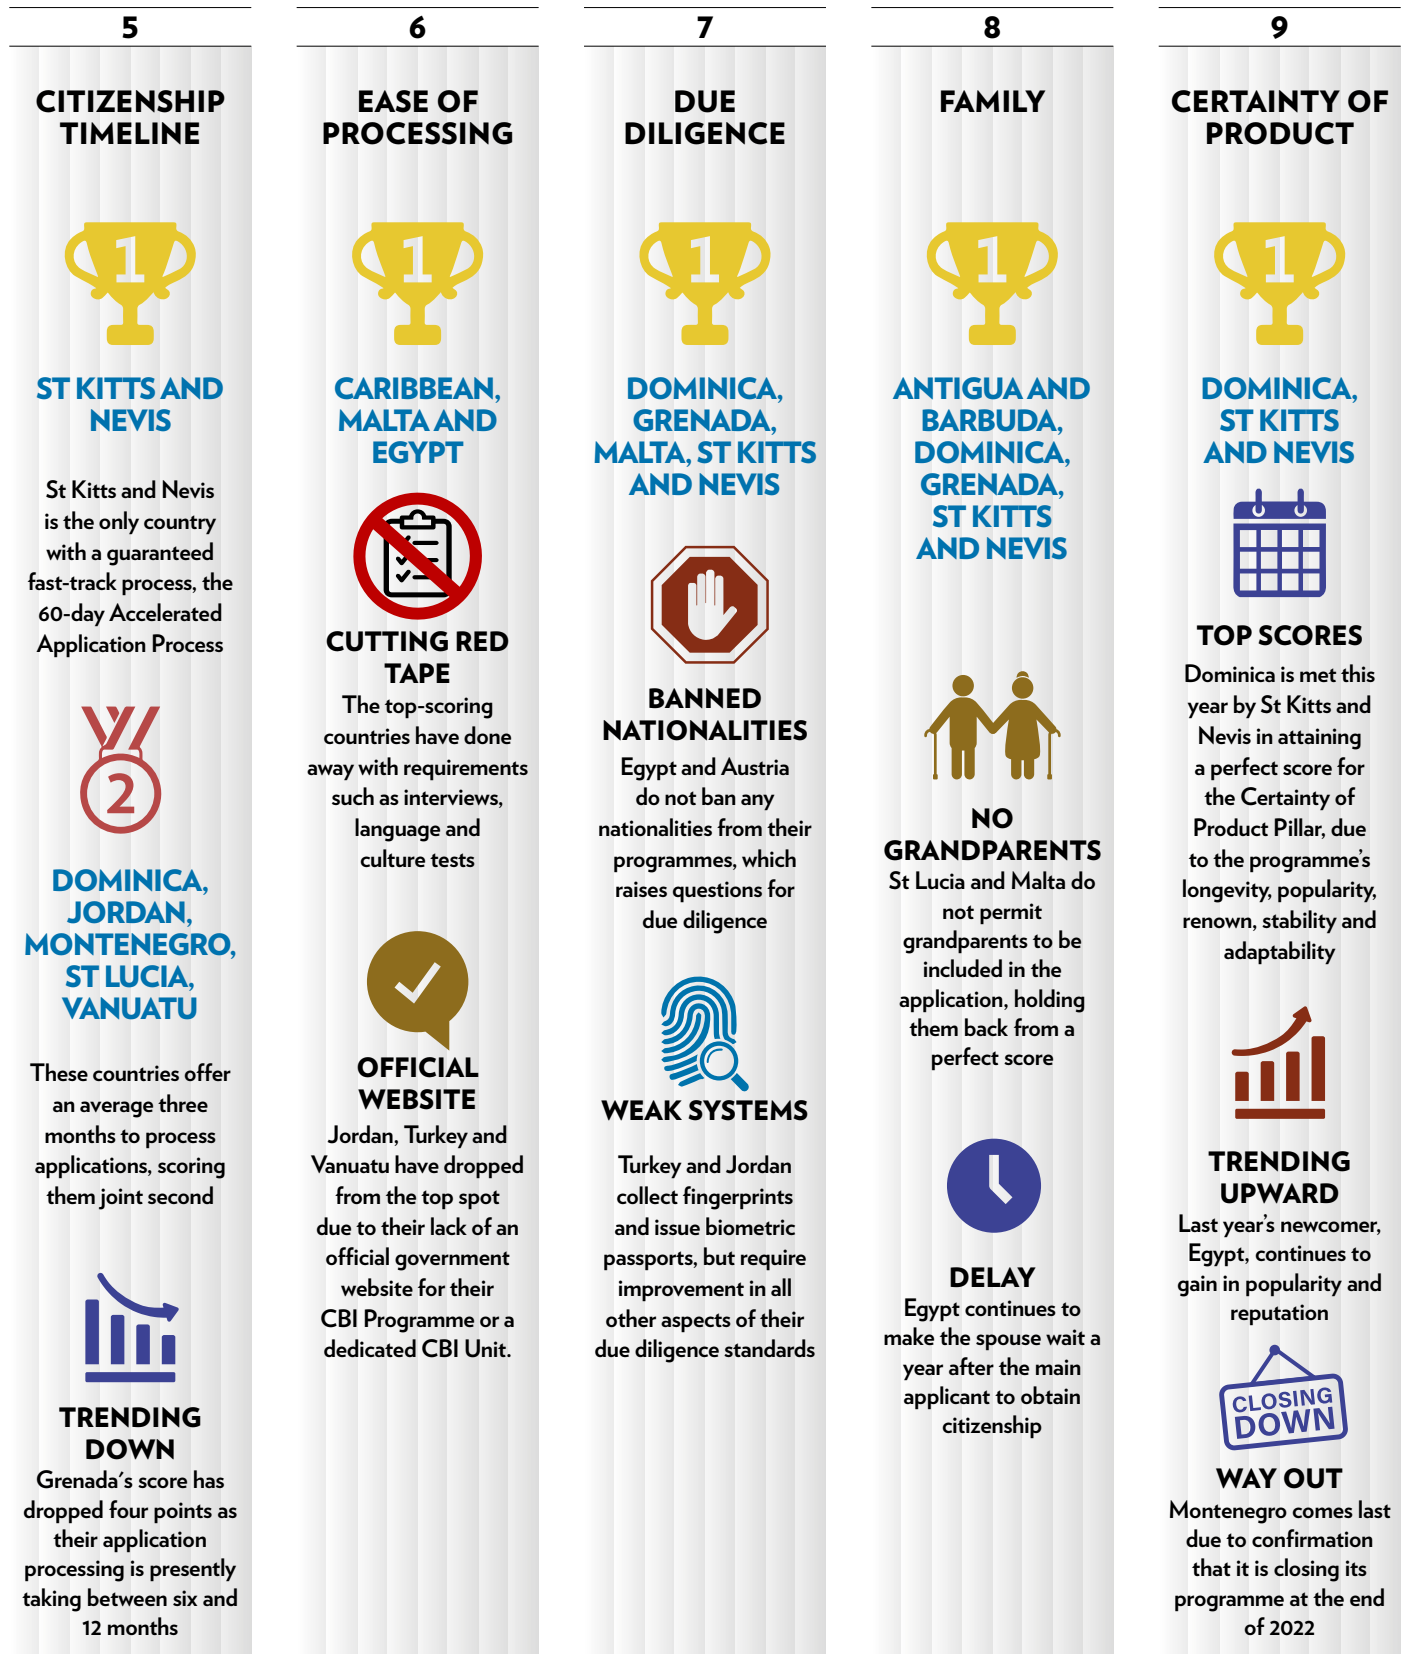 5
CITIZENSHIP
TIMELINE
1
ST KITTS AND
NEVIS
St Kitts and Nevis
is the only country
with a guaranteed
fast-track process, the
60-day Accelerated
Application Process
2
DOMINICA,
JORDAN,
MONTENEGRO,
ST LUCIA,
VANUATU
These countries offer
an average three
months to process
applications, scoring
them joint second
TRENDING
DOWN
Grenada's score has
dropped four points as
their application
processing is presently
taking between six and
12 months
6
EASE OF
PROCESSING
1
CARIBBEAN,
MALTA AND
EGYPT
CUTTING RED
TAPE
The top-scoring
countries have done
away with requirements
such as interviews,
language and
culture tests
OFFICIAL
WEBSITE
Jordan, Turkey and
Vanuatu have dropped
from the top spot
due to their lack of an
official government
website for their
CBI Programme or a
dedicated CBI Unit.
7
DUE
DILIGENCE
1
DOMINICA,
GRENADA,
MALTA, ST KITTS
AND NEVIS
BANNED
NATIONALITIES
Egypt and Austria
do not ban any
nationalities from their
programmes, which
raises questions for
due diligence
WEAK SYSTEMS
Turkey and Jordan
collect fingerprints
and issue biometric
passports, but require
improvement in all
other aspects of their
due diligence standards
8
FAMILY
1
ANTIGUA AND
BARBUDA,
DOMINICA,
GRENADA,
ST KITTS
AND NEVIS
NO
GRANDPARENTS
St Lucia and Malta do
not permit
grandparents to be
included in the
application, holding
them back from a
perfect score
DELAY
Egypt continues to
make the spouse wait a
year after the main
applicant to obtain
citizenship
9
CERTAINTY OF
PRODUCT
1
DOMINICA,
ST KITTS
AND NEVIS
TOP SCORES
Dominica is met this
year by St Kitts and
Nevis in attaining
a perfect score for
the Certainty of
Product Pillar, due
to the programme's
longevity, popularity,
renown, stability and
adaptability
TRENDING
UPWARD
Last year's newcomer,
Egypt, continues to
gain in popularity and
reputation
CLOSING
DOWN
WAY OUT
Montenegro comes last
due to confirmation
that it is closing its
programme at the end
of 2022